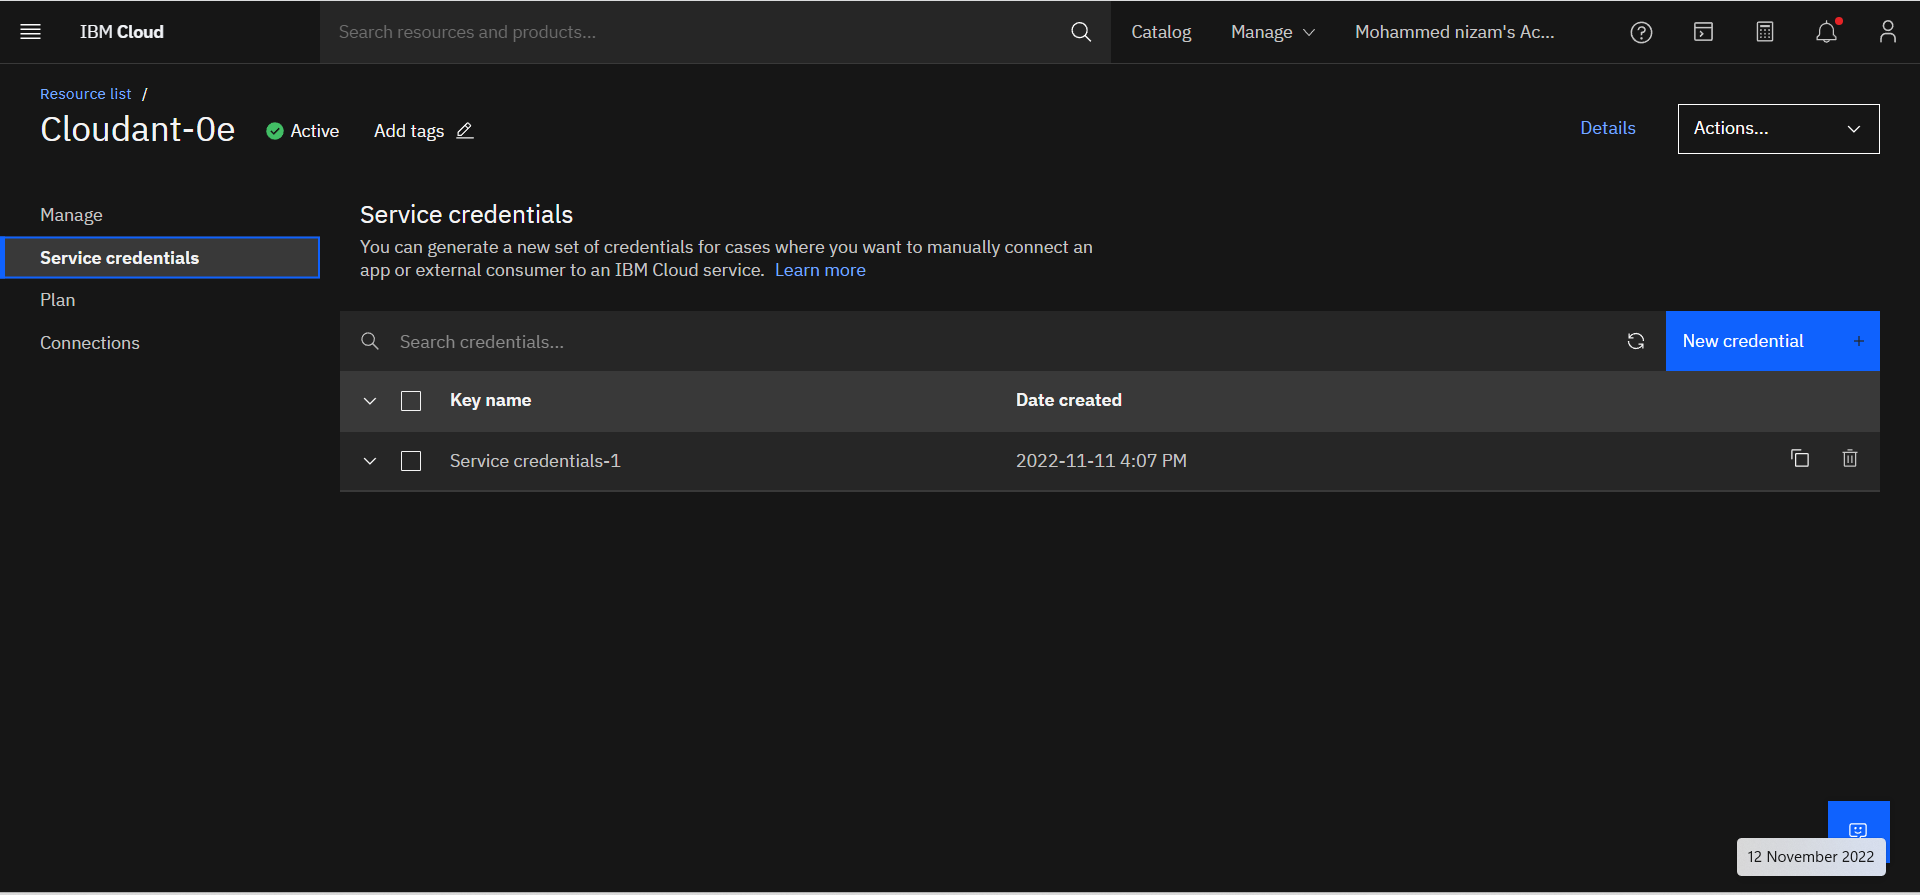 IBM Cloud
Search resources and products...
Catalog
Manage
Mohammed nizam's Ac...
Resource list /
Cloudant-0e
Active
Add tags
Details
Actions...
Manage
Service credentials
Plan
Connections
Service credentials
You can generate a new set of credentials for cases where you want to manually connect an
app or external consumer to an IBM Cloud service. Learn more
Search credentials...
New credential +
Key name
Date created
Service credentials-1
2022-11-11 4:07 PM
12 November 2022